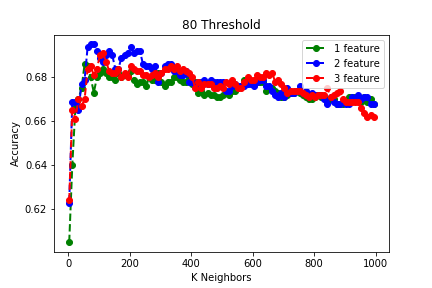 80 Threshold
1 feature
2 feature
3 feature
0.68
0.66
0.64
0.62
Accuracy
0 200 400 600 800 1000
K Neighbors